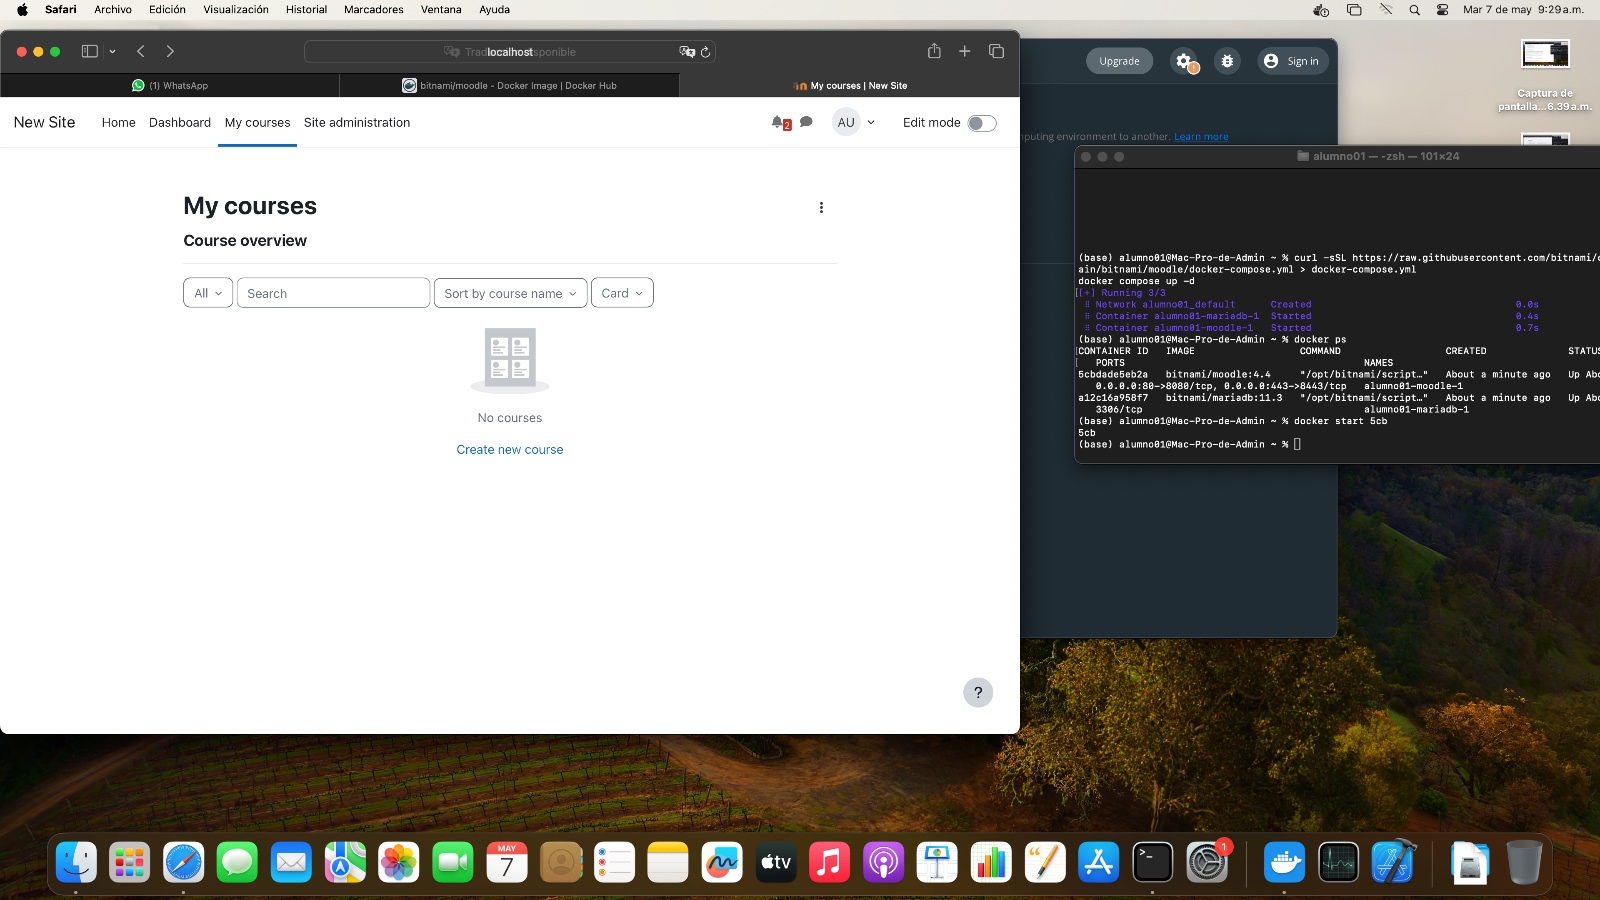 Safari Archivo Edición Visualización Historial Marcadores Ventana Ayuda
Mar 7 de may 9:29 a.m.
localhost
(1) WhatsApp
bitnami/moodle - Docker Image | Docker Hub
My courses | New Site
New Site Home Dashboard My courses Site administration
2
AU
Edit mode
My courses
Course overview
All
Search
Sort by course name
Card
No courses
Create new course
?
Upgrade
Sign in
puting environment to another. Learn more
Captura de
pantalla...6.39 a.m.
alumno01 — -zsh — 101×24
(base) alumno01@Mac-Pro-de-Admin ~ % curl -sSL https://raw.githubusercontent.com/bitnami/
ain/bitnami/moodle/docker-compose.yml > docker-compose.yml
docker compose up -d
[+] Running 3/3
Network alumno01_default Created 0.0s
Container alumno01-mariadb-1 Started 0.4s
Container alumno01-moodle-1 Started 0.7s
(base) alumno01@Mac-Pro-de-Admin ~ % docker ps
CONTAINER ID IMAGE COMMAND CREATED STATUS
PORTS NAMES
5cbdade5eb2a bitnami/moodle:4.4 "/opt/bitnami/script…" About a minute ago Up Abo
0.0.0.0:80->8080/tcp, 0.0.0.0:443->8443/tcp alumno01-moodle-1
a12c16a958f7 bitnami/mariadb:11.3 "/opt/bitnami/script…" About a minute ago Up Abo
3306/tcp alumno01-mariadb-1
(base) alumno01@Mac-Pro-de-Admin ~ % docker start 5cb
5cb
(base) alumno01@Mac-Pro-de-Admin ~ %
MAY
7
tv
1